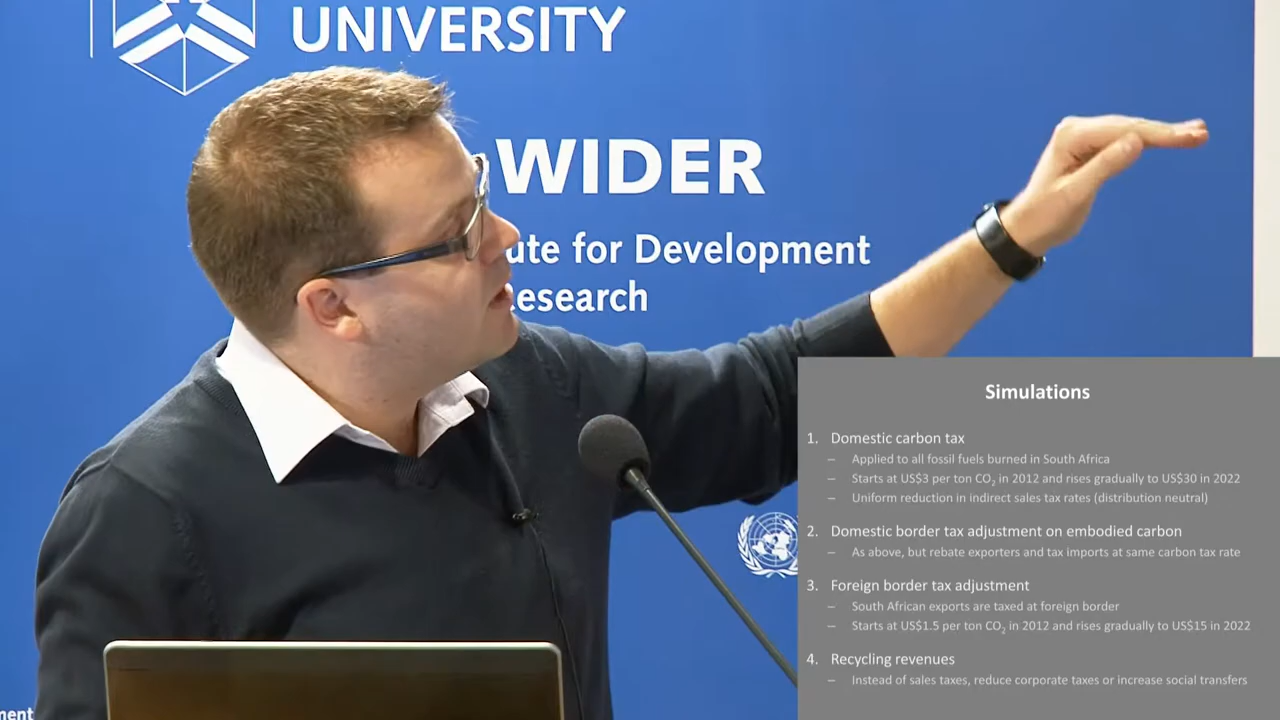 UNIVERSITY
WIDER
ute for Development
esearch
Simulations
1. Domestic carbon tax
– Applied to all fossil fuels burned in South Africa
– Starts at US$3 per ton CO2 in 2012 and rises gradually to US$30 in 2022
– Uniform reduction in indirect sales tax rates (distribution neutral)
2. Domestic border tax adjustment on embodied carbon
– As above, but rebate exporters and tax imports at same carbon tax rate
3. Foreign border tax adjustment
– South African exports are taxed at foreign border
– Starts at US$1.5 per ton CO2 in 2012 and rises gradually to US$15 in 2022
4. Recycling revenues
– Instead of sales taxes, reduce corporate taxes or increase social transfers
ment